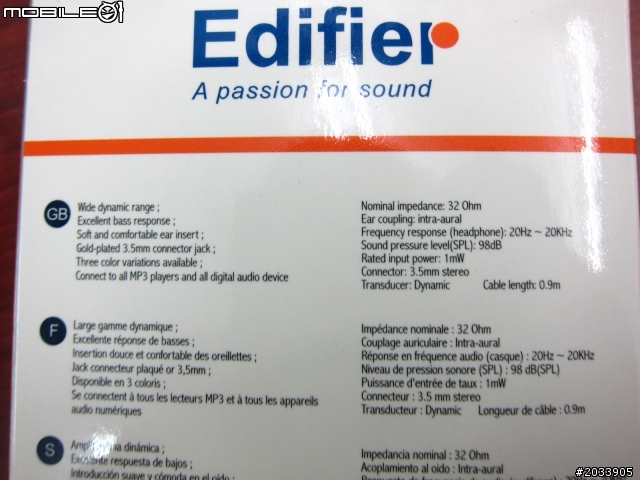 MOBILE01
Edifier
A passion for sound
GB
Wide dynamic range ;
Excellent bass response ;
Soft and comfortable ear insert ;
Gold-plated 3.5mm connector jack ;
Three color variations available ;
Connect to all MP3 players and all digital audio device
Nominal impedance: 32 Ohm
Ear coupling: intra-aural
Frequency response (headphone): 20Hz ~ 20KHz
Sound pressure level(SPL): 98dB
Rated input power: 1mW
Connector: 3.5mm stereo
Transducer: Dynamic Cable length: 0.9m
F
Large gamme dynamique ;
Excellente réponse de basses ;
Insertion douce et confortable des oreillettes ;
Jack connecteur plaqué or 3,5mm ;
Disponible en 3 coloris ;
Se connectent à tous les lecteurs MP3 et à tous les appareils
audio numériques
Impédance nominale : 32 Ohm
Couplage auriculaire : Intra-aural
Réponse en fréquence audio (casque) : 20Hz ~ 20KHz
Niveau de pression sonore (SPL) : 98 dB(SPL)
Puissance d'entrée de taux : 1mW
Connecteur : 3.5 mm stereo
Transducteur : Dynamic Longueur de câble : 0.9m
S
dinámica ;
Excelente respuesta de bajos ;
Introducción suave y cómoda en el oído ;
Impedancia nominal : 32 Ohm
Acoplamiento al oido : Intra-aural
#2033905